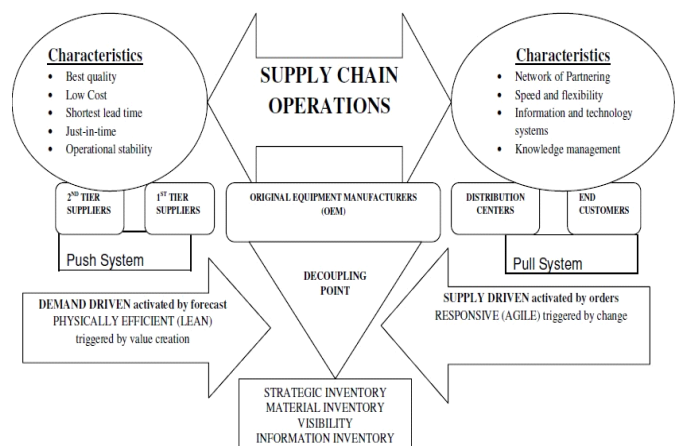 Characteristics
• Best quality
• Low Cost
• Shortest lead time
• Just-in-time
• Operational stability
SUPPLY CHAIN
OPERATIONS
Characteristics
• Network of Partnering
• Speed and flexibility
• Information and technology
systems
• Knowledge management
2ND TIER
SUPPLIERS
1ST TIER
SUPPLIERS
ORIGINAL EQUIPMENT MANUFACTURERS
(OEM)
DISTRIBUTION
CENTERS
END
CUSTOMERS
Push System
Pull System
DECOUPLING
POINT
DEMAND DRIVEN activated by forecast
PHYSICALLY EFFICIENT (LEAN)
triggered by value creation
SUPPLY DRIVEN activated by orders
RESPONSIVE (AGILE) triggered by change
STRATEGIC INVENTORY
MATERIAL INVENTORY
VISIBILITY
INFORMATION INVENTORY